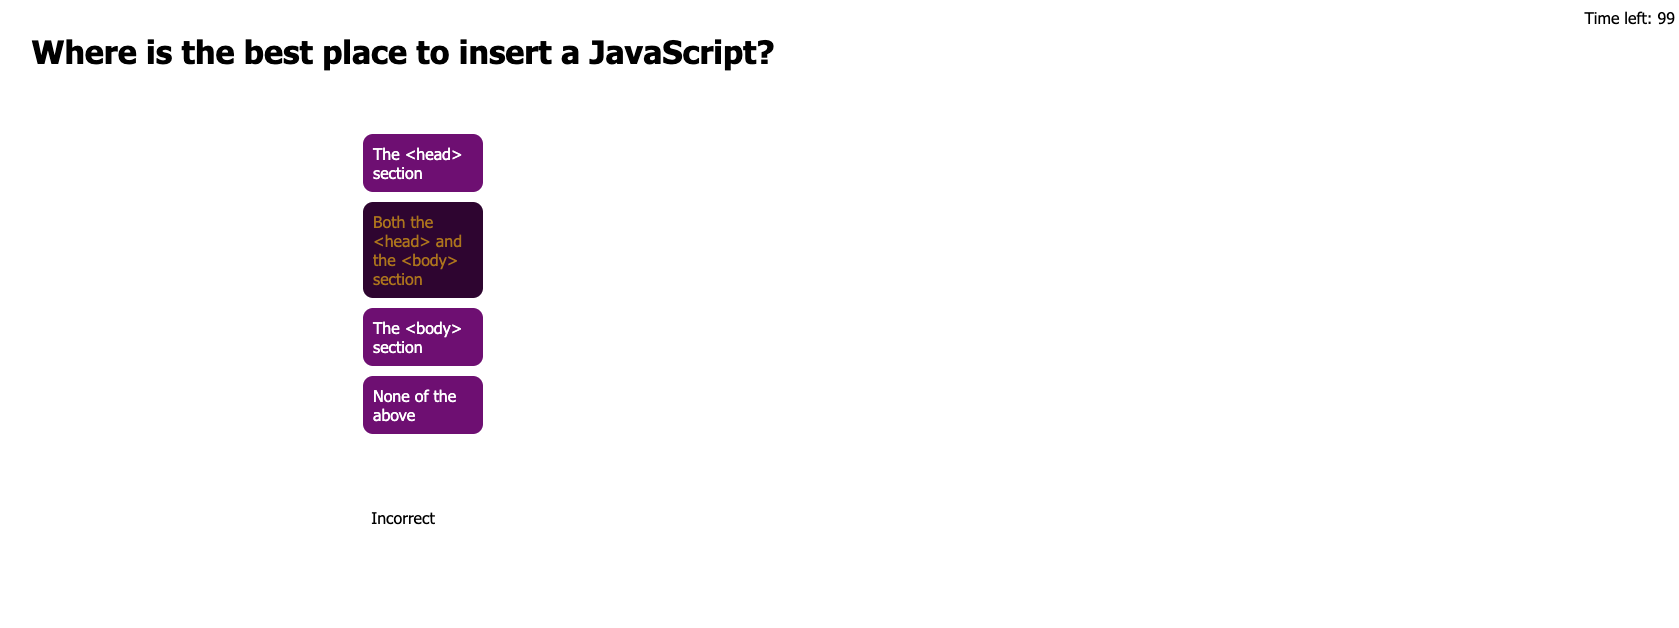 Time left: 99
Where is the best place to insert a JavaScript?
The <head>
section
Both the
<head> and
the <body>
section
The <body>
section
None of the
above
Incorrect